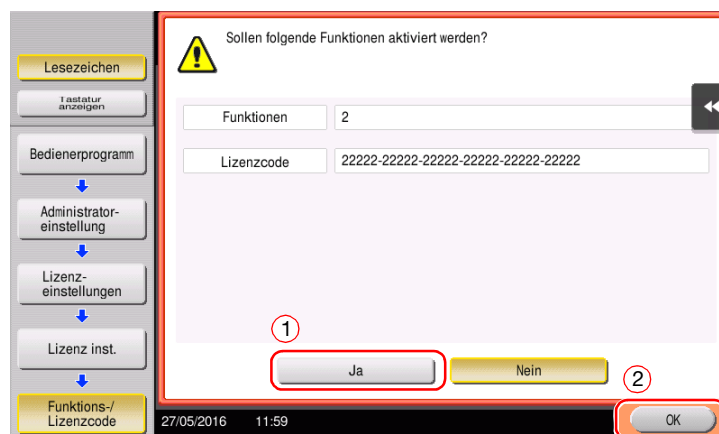 Sollen folgende Funktionen aktiviert werden?
Lesezeichen
Tastatur
anzeigen
Funktionen
2
Bedienerprogramm
Lizenzcode
22222-22222-22222-22222-22222-22222
Administrator-
einstellung
Lizenz-
einstellungen
1
Lizenz inst.
Ja
Nein
2
Funktions-/
Lizenzcode
27/05/2016 11:59
OK